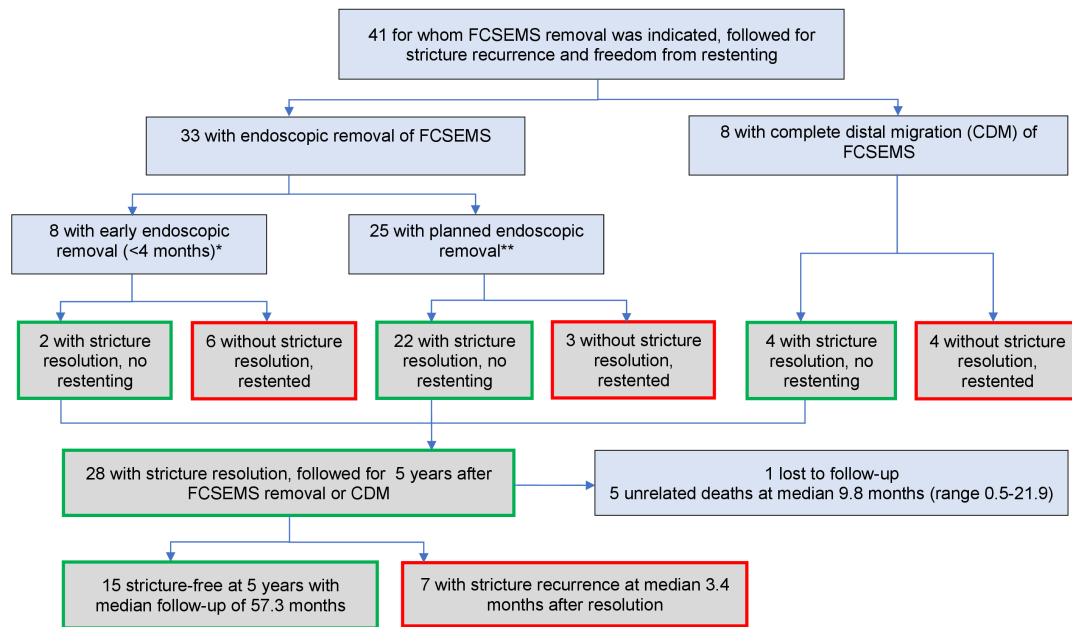 41 for whom FCSEMS removal was indicated, followed for
stricture recurrence and freedom from restenting
33 with endoscopic removal of
FCSEMS
8 with complete distal migration (CDM) of
FCSEMS
8 with early endoscopic
removal (<4 months)*
25 with planned endoscopic
removal**
2 with stricture
resolution, no
restenting
6 without stricture
resolution,
restented
22 with stricture
resolution, no
restenting
3 without stricture
resolution,
restented
4 with stricture
resolution, no
restenting
4 without stricture
resolution,
restented
28 with stricture resolution, followed for 5 years after
FCSEMS removal or CDM
1 lost to follow-up
5 unrelated deaths at median 9.8 months (range 0.5-21.9)
15 stricture-free at 5 years with
median follow-up of 57.3 months
7 with stricture recurrence at median 3.4
months after resolution